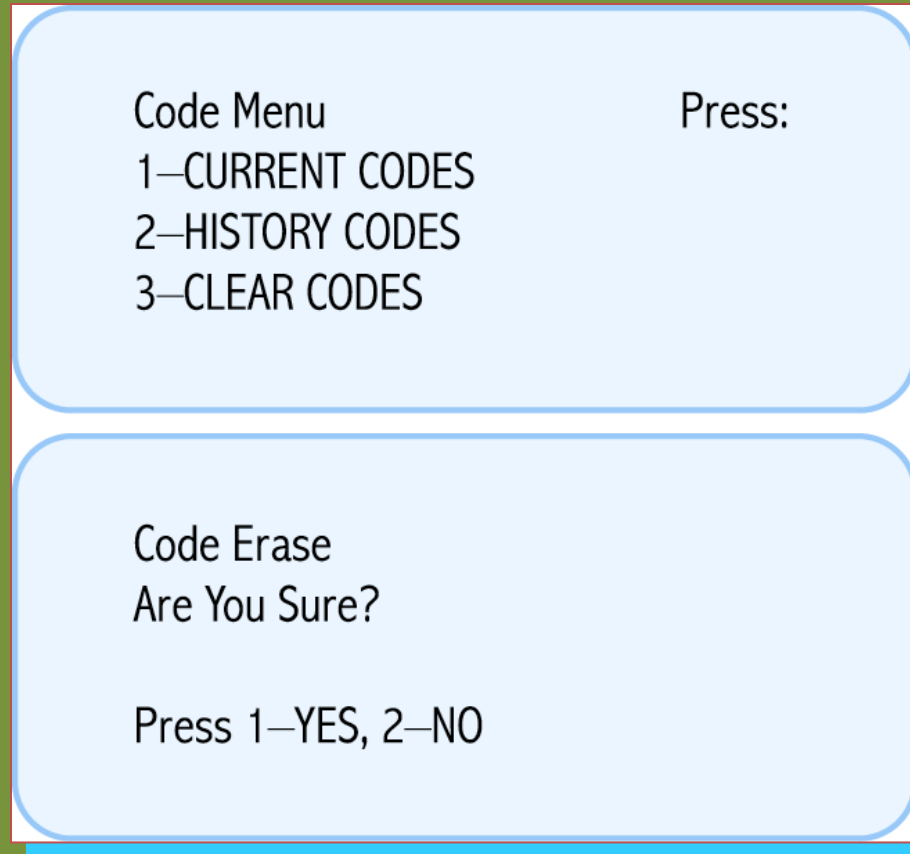 Code Menu Press:
1—CURRENT CODES
2—HISTORY CODES
3—CLEAR CODES
Code Erase
Are You Sure?
Press 1—YES, 2—NO